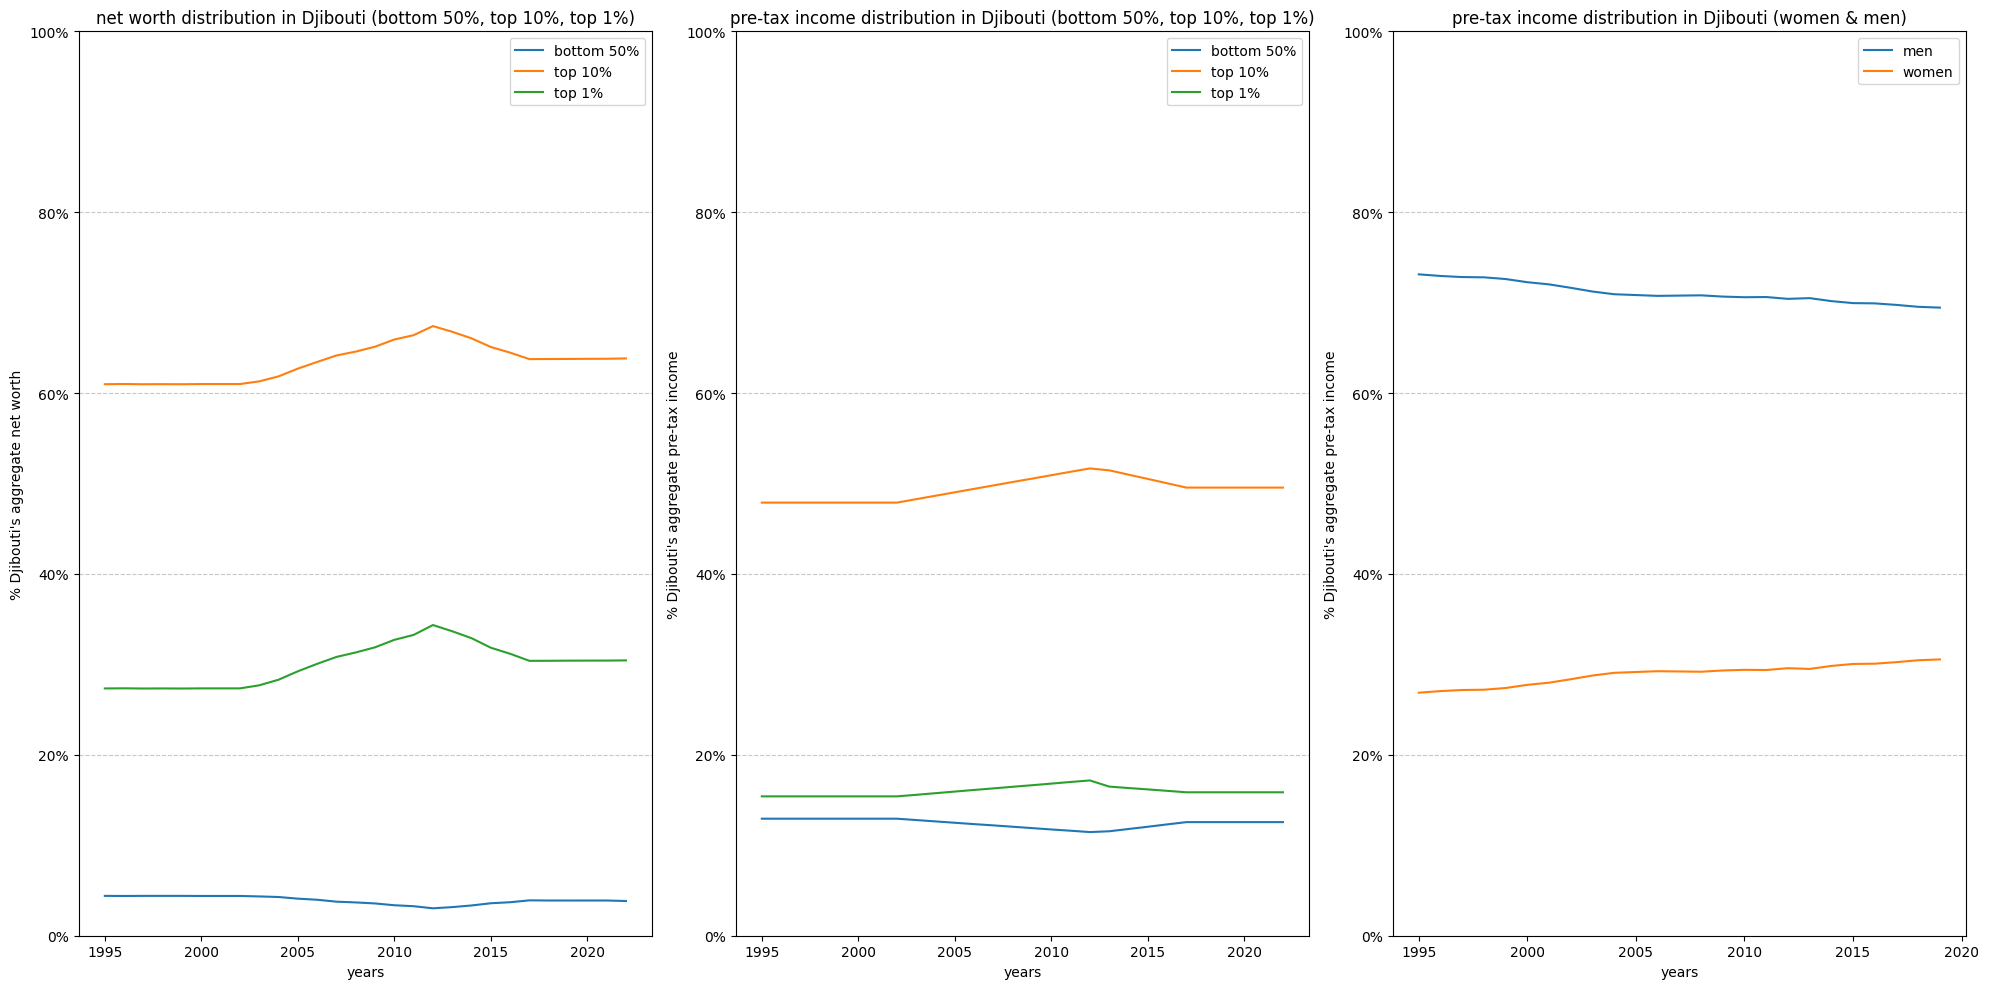 net worth distribution in Djibouti (bottom 50%, top 10%, top 1%)
100%
80%
60%
40%
20%
0%
% Djibouti's aggregate net worth
1995
2000
2005
2010
2015
2020
years
bottom 50%
top 10%
top 1%
pre-tax income distribution in Djibouti (bottom 50%, top 10%, top 1%)
100%
80%
60%
40%
20%
0%
% Djibouti's aggregate pre-tax income
1995
2000
2005
2010
2015
2020
years
bottom 50%
top 10%
top 1%
pre-tax income distribution in Djibouti (women & men)
100%
80%
60%
40%
20%
0%
% Djibouti's aggregate pre-tax income
1995
2000
2005
2010
2015
2020
years
men
women